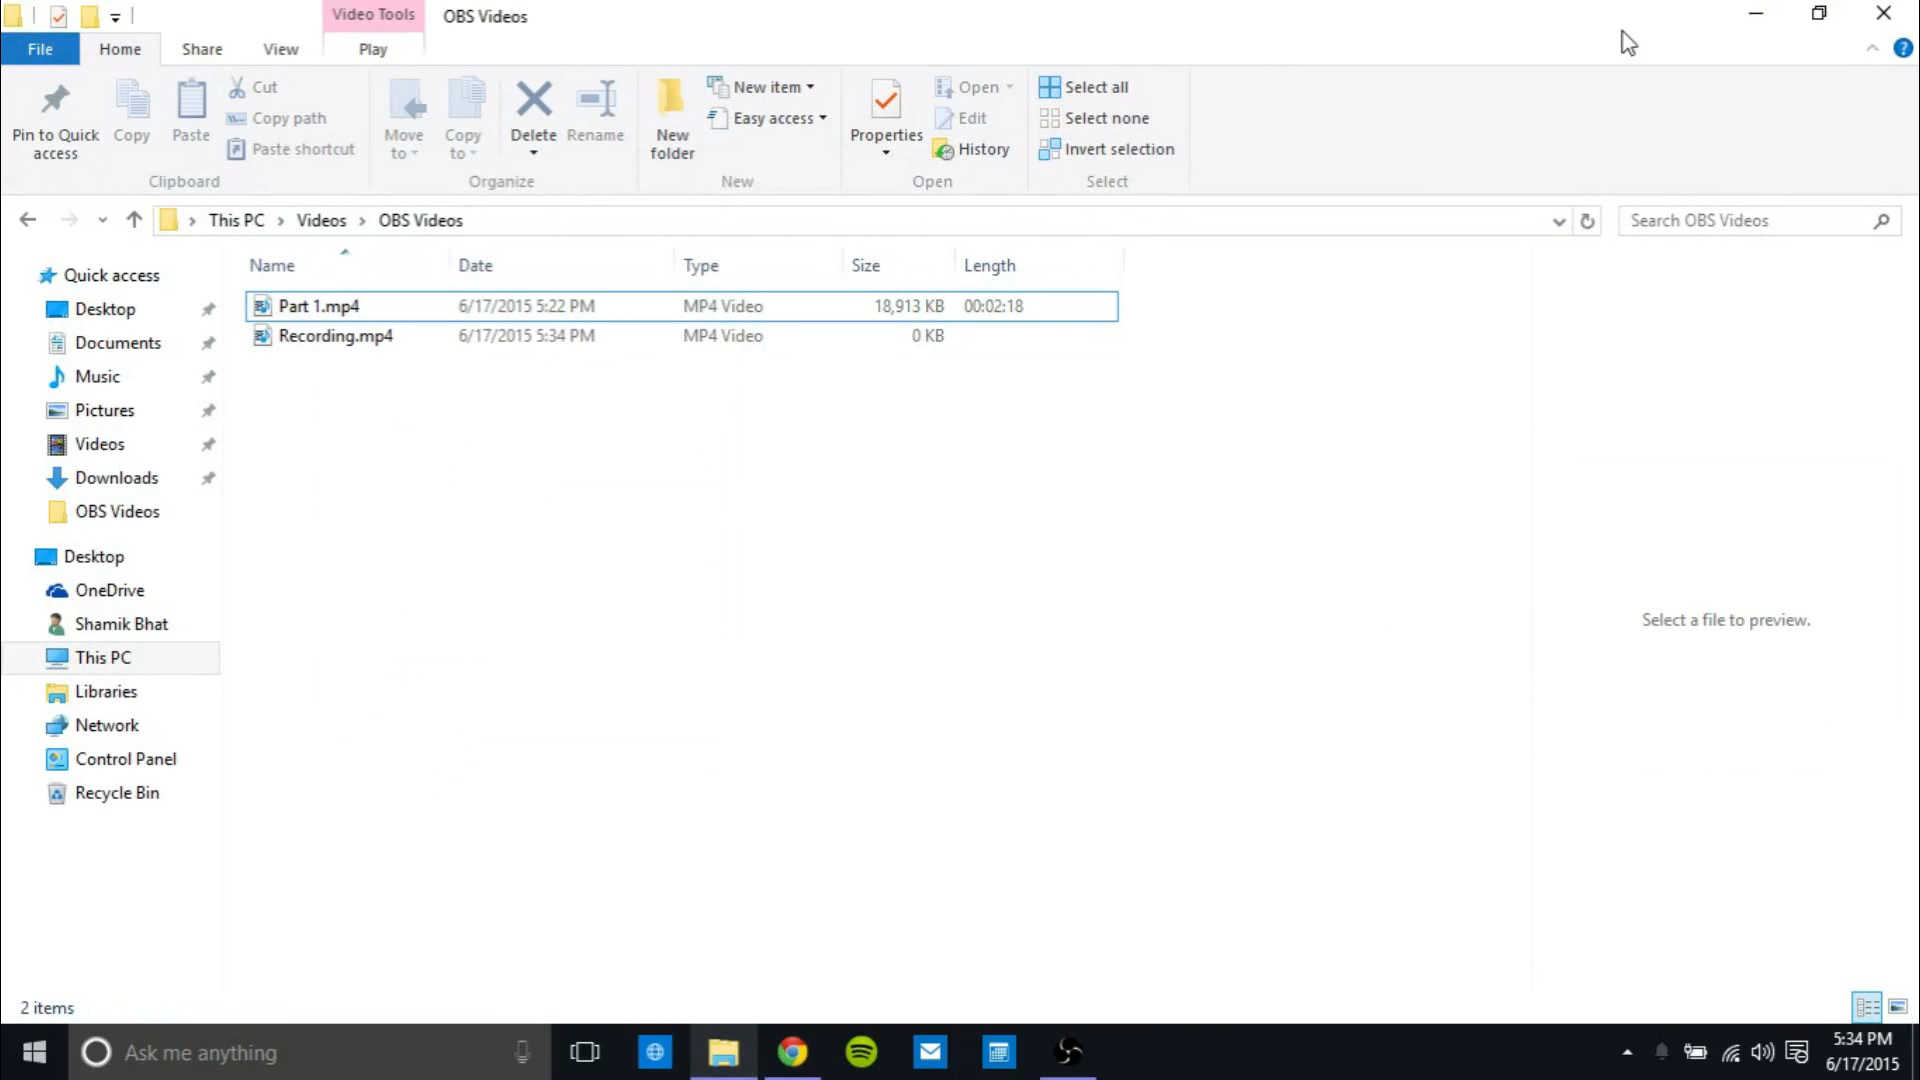 Video Tools
OBS Videos
File
Home
Share
View
Play
Pin to Quick access
Copy
Paste
Cut
Copy path
Paste shortcut
Clipboard
Move to
Copy to
Delete
Rename
Organize
New folder
New item
Easy access
New
Properties
Open
Edit
History
Open
Select all
Select none
Invert selection
Select
This PC > Videos > OBS Videos
Search OBS Videos
Name Date Type Size Length
Part 1.mp4 6/17/2015 5:22 PM MP4 Video 18,913 KB 00:02:18
Recording.mp4 6/17/2015 5:34 PM MP4 Video 0 KB
Quick access
Desktop
Documents
Music
Pictures
Videos
Downloads
OBS Videos
Desktop
OneDrive
Shamik Bhat
This PC
Libraries
Network
Control Panel
Recycle Bin
Select a file to preview.
2 items
Ask me anything
5:34 PM
6/17/2015